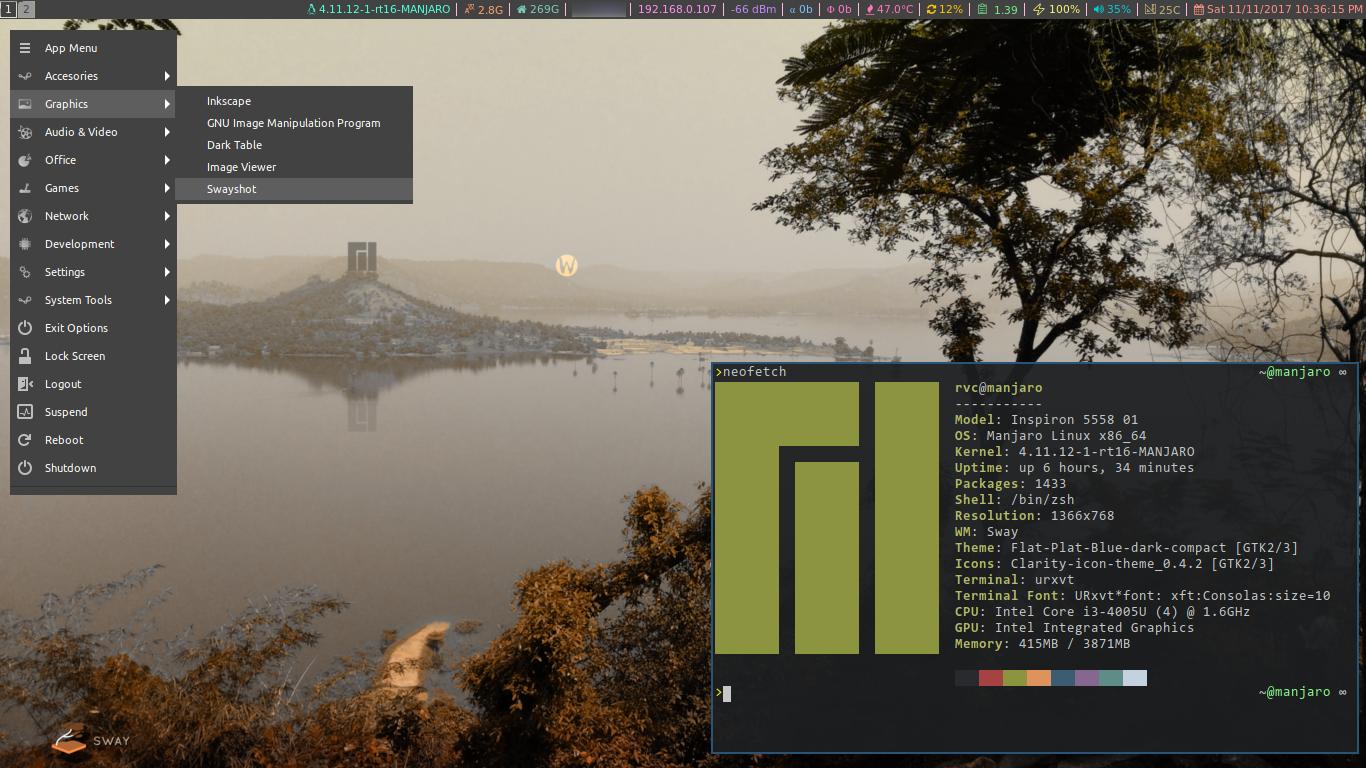 1 2 4.11.12-1-rt16-MANJARO 2.8G 269G 192.168.0.107 -66 dBm α 0b Φ 0b 47.0°C 12% 1.39 100% 35% 25C Sat 11/11/2017 10:36:15 PM
App Menu
Accesories
Graphics
Audio & Video
Office
Games
Network
Development
Settings
System Tools
Exit Options
Lock Screen
Logout
Suspend
Reboot
Shutdown
Inkscape
GNU Image Manipulation Program
Dark Table
Image Viewer
Swayshot
W
>neofetch ~@manjaro ∞
rvc@manjaro
-----------
Model: Inspiron 5558 01
OS: Manjaro Linux x86_64
Kernel: 4.11.12-1-rt16-MANJARO
Uptime: up 6 hours, 34 minutes
Packages: 1433
Shell: /bin/zsh
Resolution: 1366x768
WM: Sway
Theme: Flat-Plat-Blue-dark-compact [GTK2/3]
Icons: Clarity-icon-theme_0.4.2 [GTK2/3]
Terminal: urxvt
Terminal Font: URxvt*font: xft:Consolas:size=10
CPU: Intel Core i3-4005U (4) @ 1.6GHz
GPU: Intel Integrated Graphics
Memory: 415MB / 3871MB
> ~@manjaro ∞
SWAY